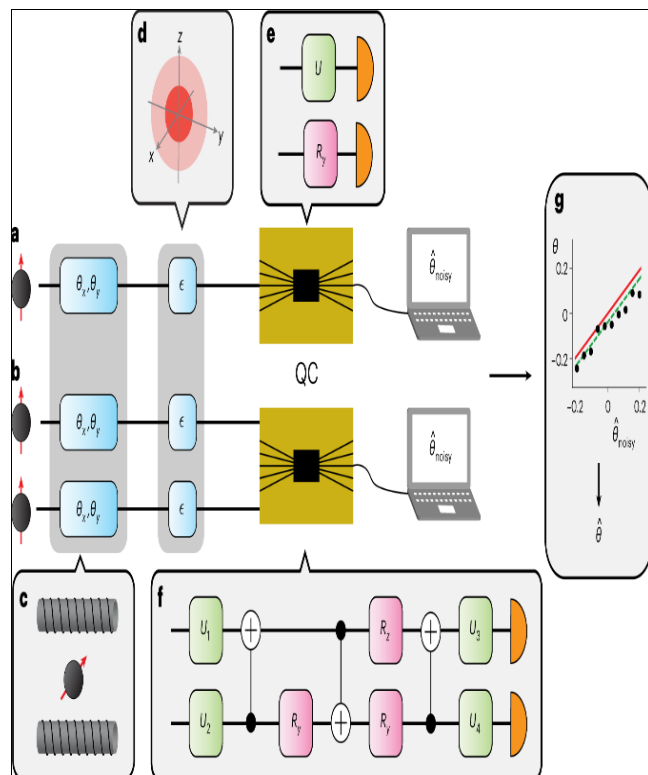 d
z
y
x
e
U
R_y
a
θ_x, θ_y
ϵ
θ̂_noisy
QC
b
θ_x, θ_y
ϵ
θ̂_noisy
θ_x, θ_y
ϵ
c
f
U_1
R_z
U_3
U_2
R_y
R_y
U_4
g
θ
0.2
0
-0.2
-0.2 0 0.2
θ̂_noisy
θ̂